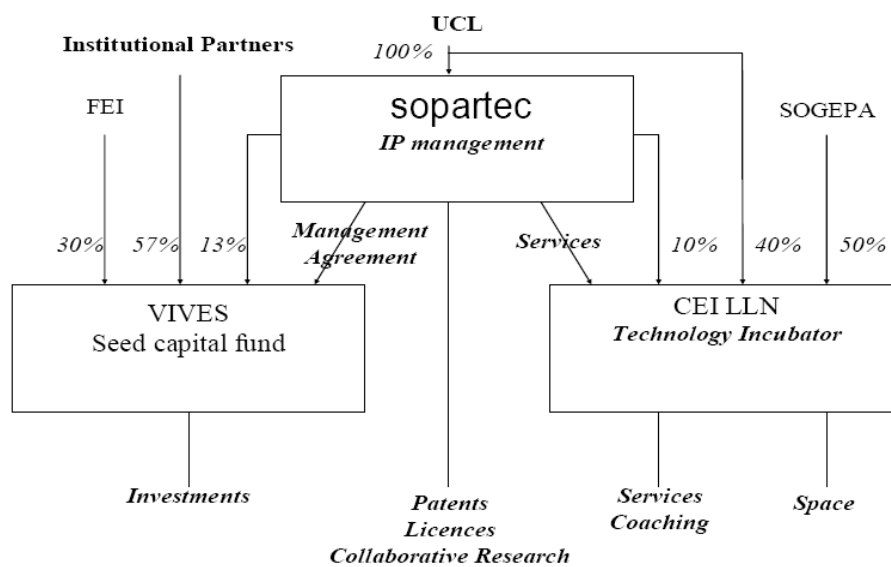 UCL
Institutional Partners
100%
FEI
sopartec
IP management
SOGEPA
30%
57%
13%
Management
Agreement
Services
10%
40%
50%
VIVES
Seed capital fund
CEI LLN
Technology Incubator
Investments
Patents
Licences
Collaborative Research
Services
Coaching
Space